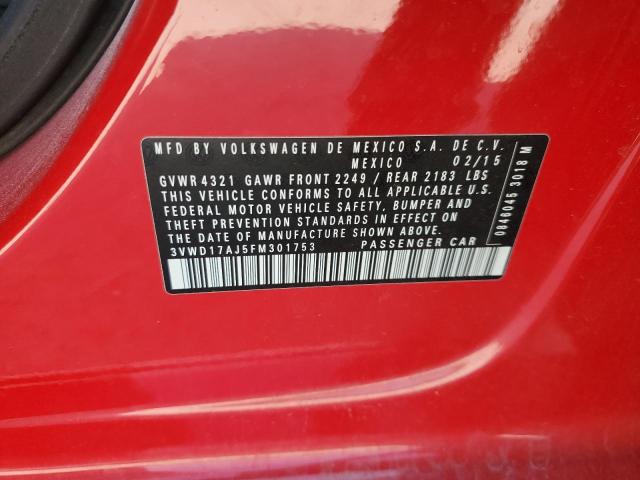 MFD BY VOLKSWAGEN DE MEXICO S.A. DE C.V.
MEXICO 02/15
GVWR 4321 GAWR FRONT 2249 / REAR 2183 LBS
THIS VEHICLE CONFORMS TO ALL APPLICABLE U.S.
FEDERAL MOTOR VEHICLE SAFETY, BUMPER AND
THEFT PREVENTION STANDARDS IN EFFECT ON
THE DATE OF MANUFACTURE SHOWN ABOVE
3VWD17AJ5FM301753 PASSENGER CAR
0846045 3018 M